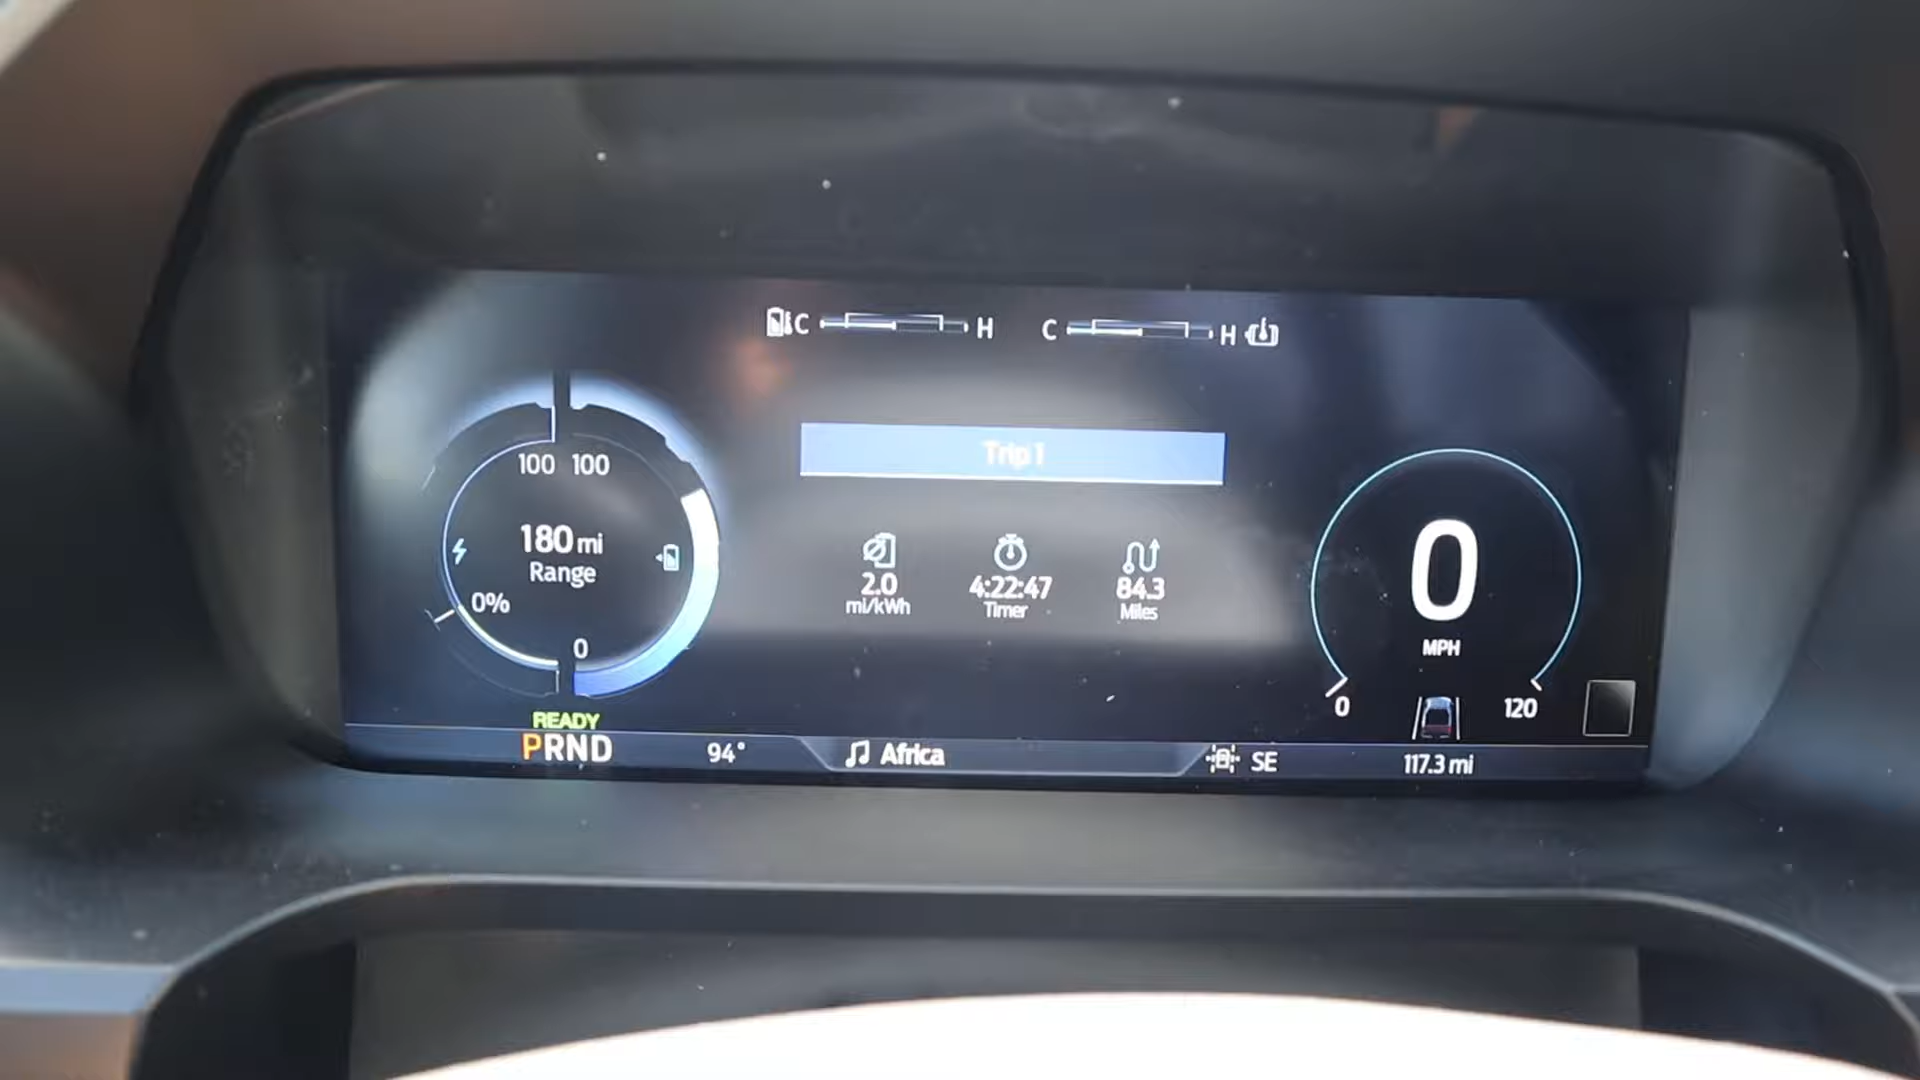 C H C H
Trip 1
100 100
180 mi
Range
0%
0
2.0
mi/kWh
4:22:47
Timer
84.3
Miles
0
MPH
0 120
READY
PRND
94°
Africa
SE
117.3 mi